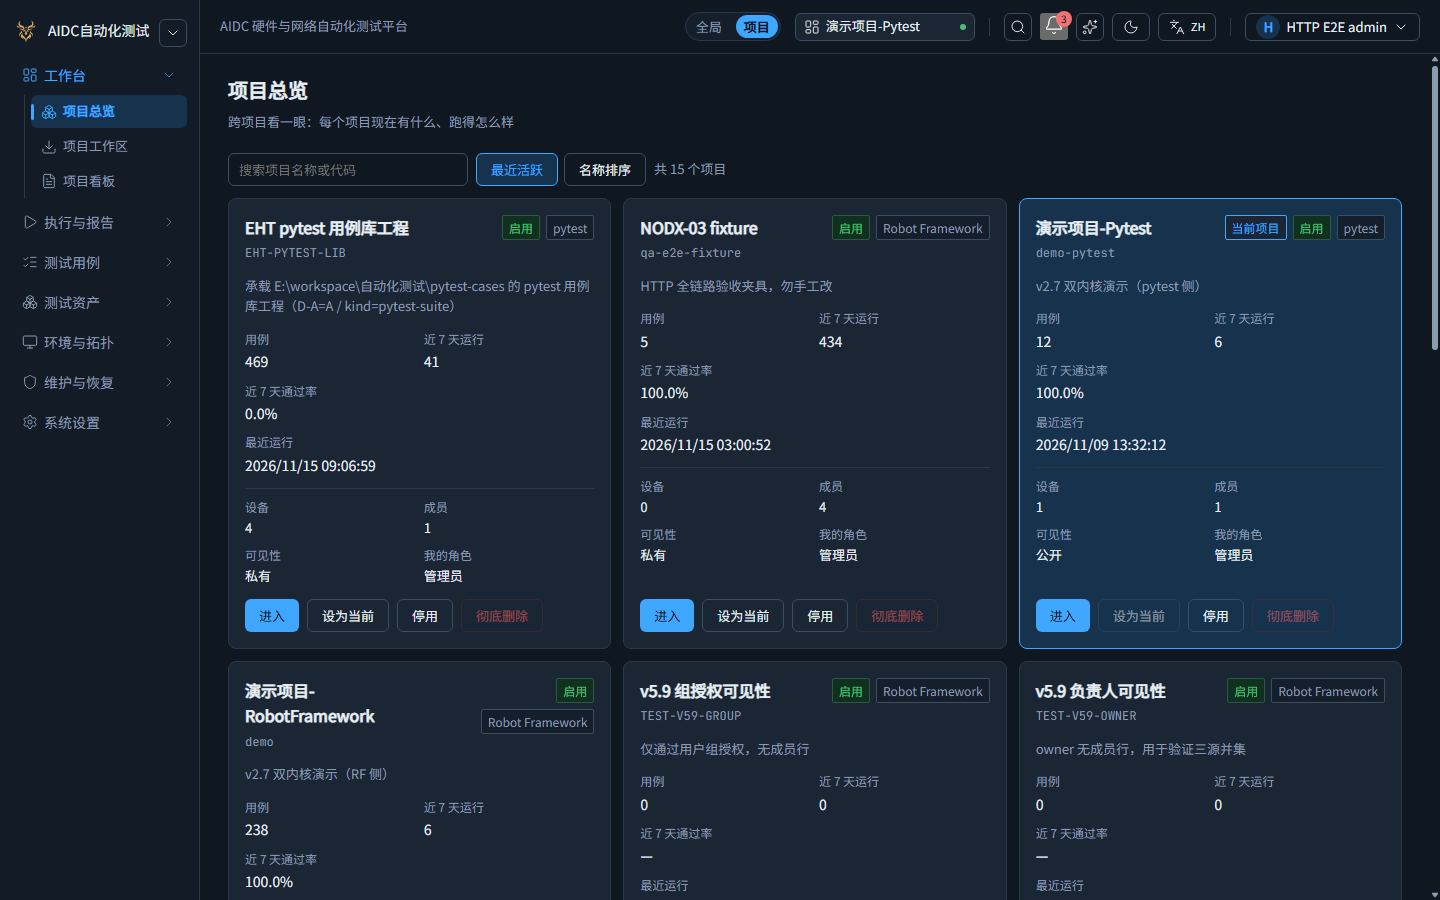 AIDC自动化测试
AIDC 硬件与网络自动化测试平台
全局
项目
演示项目-Pytest
3
ZH
H
HTTP E2E admin
工作台
项目总览
项目工作区
项目看板
执行与报告
测试用例
测试资产
环境与拓扑
维护与恢复
系统设置
项目总览
跨项目看一眼：每个项目现在有什么、跑得怎么样
搜索项目名称或代码
最近活跃
名称排序
共 15 个项目
EHT pytest 用例库工程
启用
pytest
EHT-PYTEST-LIB
承载 E:\workspace\自动化测试\pytest-cases 的 pytest 用例
库工程（D-A=A / kind=pytest-suite）
用例
近 7 天运行
469
41
近 7 天通过率
0.0%
最近运行
2026/11/15 09:06:59
设备
成员
4
1
可见性
我的角色
私有
管理员
进入
设为当前
停用
彻底删除
NODX-03 fixture
启用
Robot Framework
qa-e2e-fixture
HTTP 全链路验收夹具，勿手工改
用例
近 7 天运行
5
434
近 7 天通过率
100.0%
最近运行
2026/11/15 03:00:52
设备
成员
0
4
可见性
我的角色
私有
管理员
进入
设为当前
停用
彻底删除
演示项目-Pytest
当前项目
启用
pytest
demo-pytest
v2.7 双内核演示（pytest 侧）
用例
近 7 天运行
12
6
近 7 天通过率
100.0%
最近运行
2026/11/09 13:32:12
设备
成员
1
1
可见性
我的角色
公开
管理员
进入
设为当前
停用
彻底删除
演示项目-
RobotFramework
启用
Robot Framework
demo
v2.7 双内核演示（RF 侧）
用例
近 7 天运行
238
6
近 7 天通过率
100.0%
v5.9 组授权可见性
启用
Robot Framework
TEST-V59-GROUP
仅通过用户组授权，无成员行
用例
近 7 天运行
0
0
近 7 天通过率
—
最近运行
v5.9 负责人可见性
启用
Robot Framework
TEST-V59-OWNER
owner 无成员行，用于验证三源并集
用例
近 7 天运行
0
0
近 7 天通过率
—
最近运行